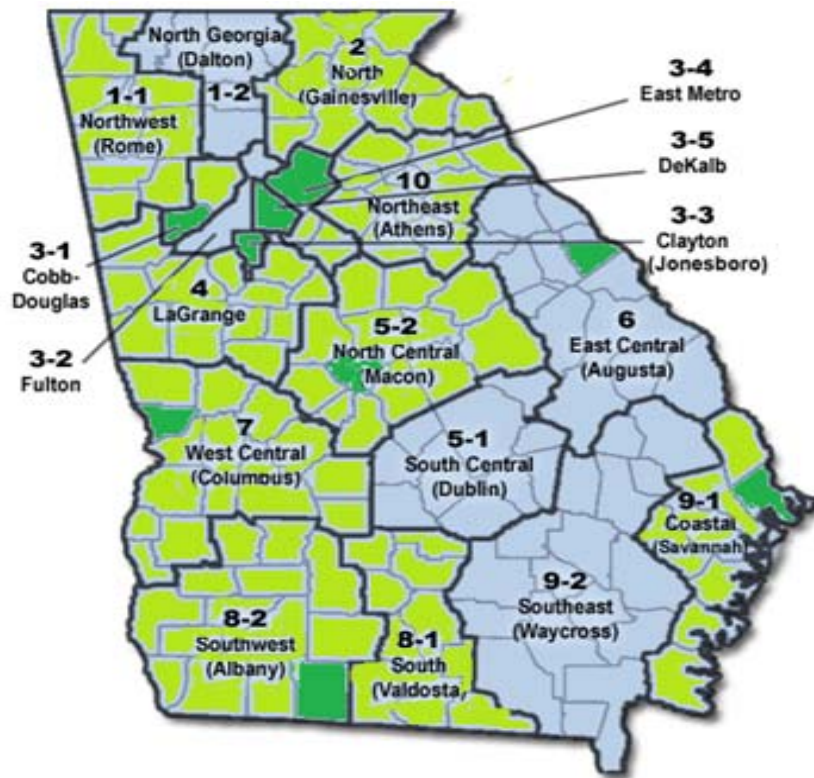 North Georgia
(Dalton)
1-2
2
North
(Gainesville)
1-1
Northwest
(Rome)
3-4
East Metro
3-5
DeKalb
10
Northeast
(Athens)
3-3
Clayton
(Jonesboro)
3-1
Cobb-
Douglas
4
LaGrange
3-2
Fulton
5-2
North Central
(Macon)
6
East Central
(Augusta)
7
West Central
(Columbus)
5-1
South Central
(Dublin)
9-1
Coastal
(Savannah)
9-2
Southeast
(Waycross)
8-2
Southwest
(Albany)
8-1
South
(Valdosta,